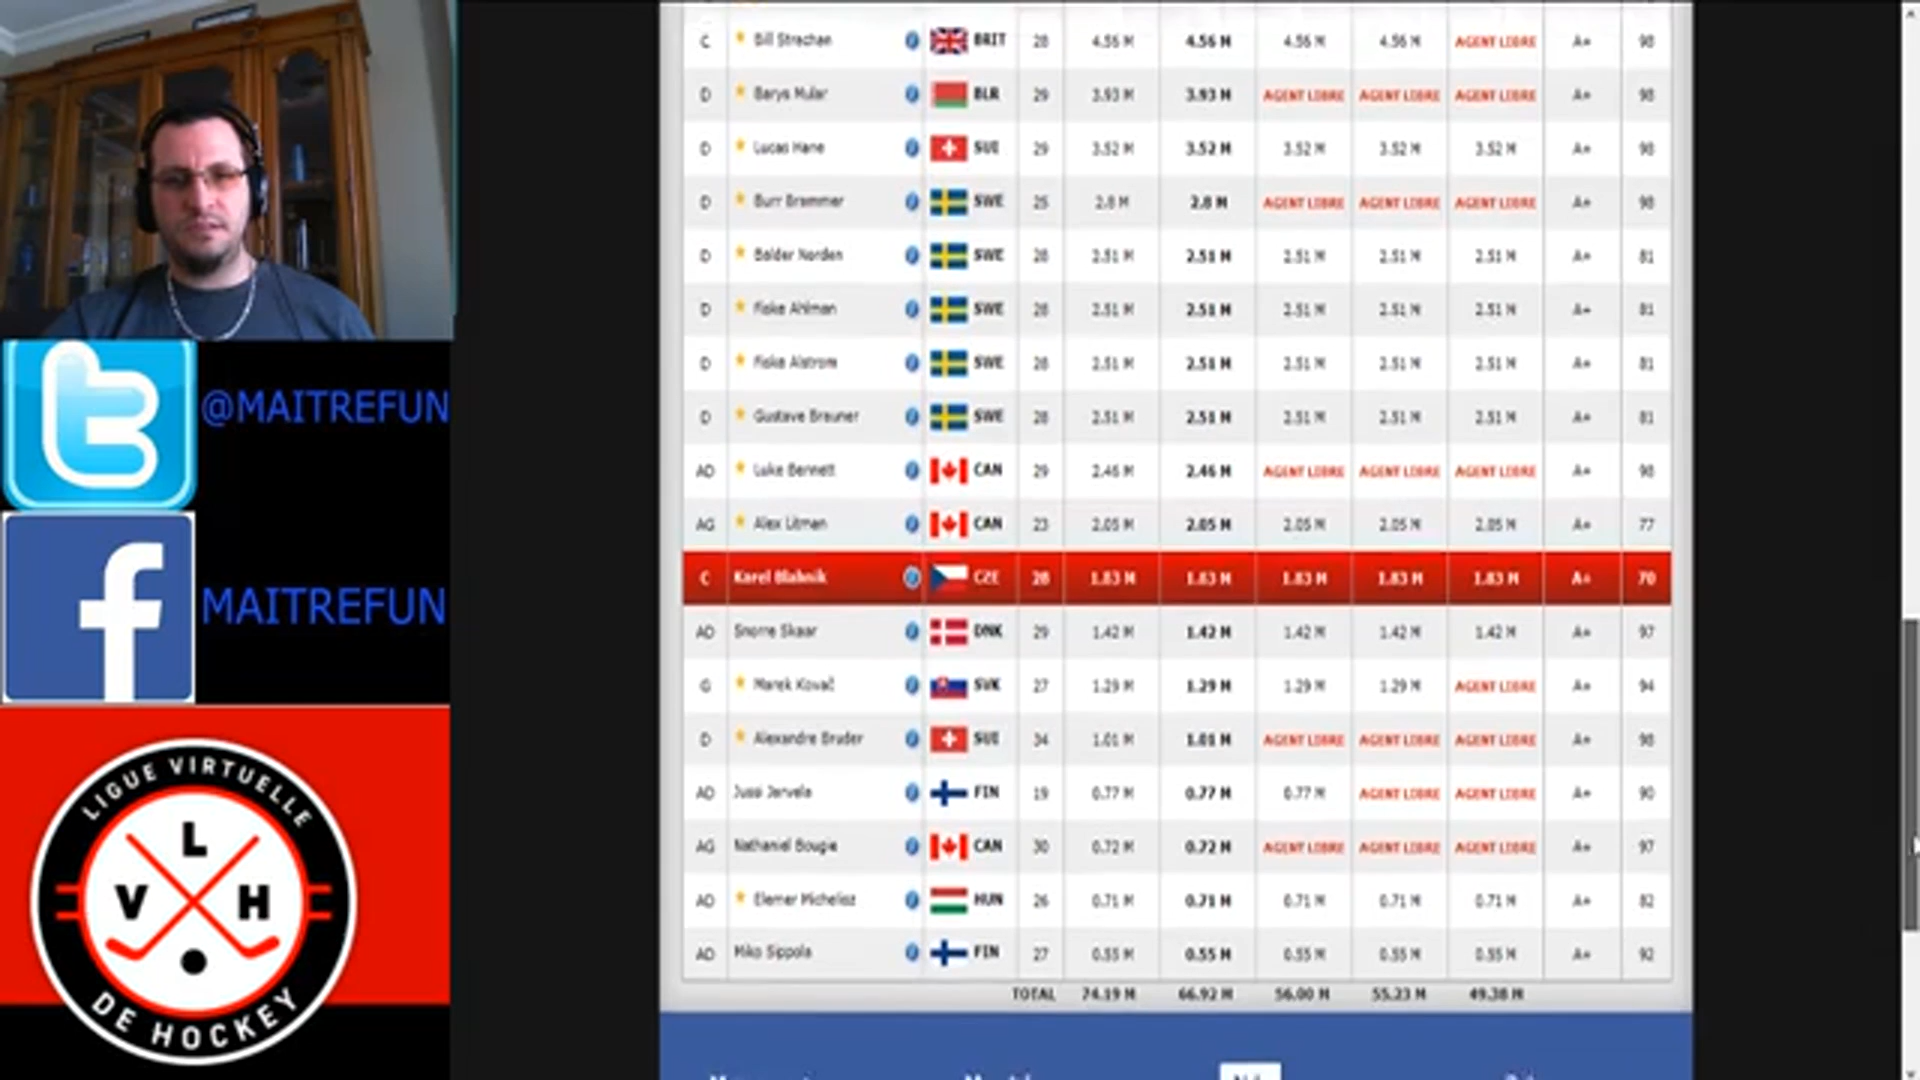 C Bill Strachan BRIT 28 4.56 M 4.56 M 4.56 M 4.56 M AGENT LIBRE A+ 98
D Barys Mular BLR 29 3.93 M 3.93 M AGENT LIBRE AGENT LIBRE AGENT LIBRE A+ 98
D Lucas Hane SUI 29 3.52 M 3.52 M 3.52 M 3.52 M 3.52 M A+ 98
D Burr Brammer SWE 25 2.8 M 2.8 M AGENT LIBRE AGENT LIBRE AGENT LIBRE A+ 98
D Balder Norden SWE 28 2.51 M 2.51 M 2.51 M 2.51 M 2.51 M A+ 81
D Fiske Ahlman SWE 28 2.51 M 2.51 M 2.51 M 2.51 M 2.51 M A+ 81
D Fiske Alstrom SWE 28 2.51 M 2.51 M 2.51 M 2.51 M 2.51 M A+ 81
D Gustave Brauner SWE 28 2.51 M 2.51 M 2.51 M 2.51 M 2.51 M A+ 81
AD Luke Bennett CAN 29 2.46 M 2.46 M AGENT LIBRE AGENT LIBRE AGENT LIBRE A+ 98
AG Alex Litman CAN 23 2.05 M 2.05 M 2.05 M 2.05 M 2.05 M A+ 77
C Karel Blahnik CZE 28 1.83 M 1.83 M 1.83 M 1.83 M 1.83 M A+ 70
AD Snorre Skaar DNK 29 1.42 M 1.42 M 1.42 M 1.42 M 1.42 M A+ 97
G Marek Kovač SVK 27 1.29 M 1.29 M 1.29 M 1.29 M AGENT LIBRE A+ 94
D Alexandre Bruder SUI 34 1.01 M 1.01 M AGENT LIBRE AGENT LIBRE AGENT LIBRE A+ 98
AD Jussi Jarvela FIN 19 0.77 M 0.77 M 0.77 M AGENT LIBRE AGENT LIBRE A+ 90
AG Nathaniel Bougie CAN 30 0.72 M 0.72 M AGENT LIBRE AGENT LIBRE AGENT LIBRE A+ 97
AD Elemer Michelisz HUN 26 0.71 M 0.71 M 0.71 M 0.71 M 0.71 M A+ 82
AD Miko Sippola FIN 27 0.55 M 0.55 M 0.55 M 0.55 M 0.55 M A+ 92
TOTAL 74.19 M 66.92 M 56.00 M 55.23 M 49.38 M
@MAITREFUN
MAITREFUN
LIGUE VIRTUELLE
L
V H
DE HOCKEY